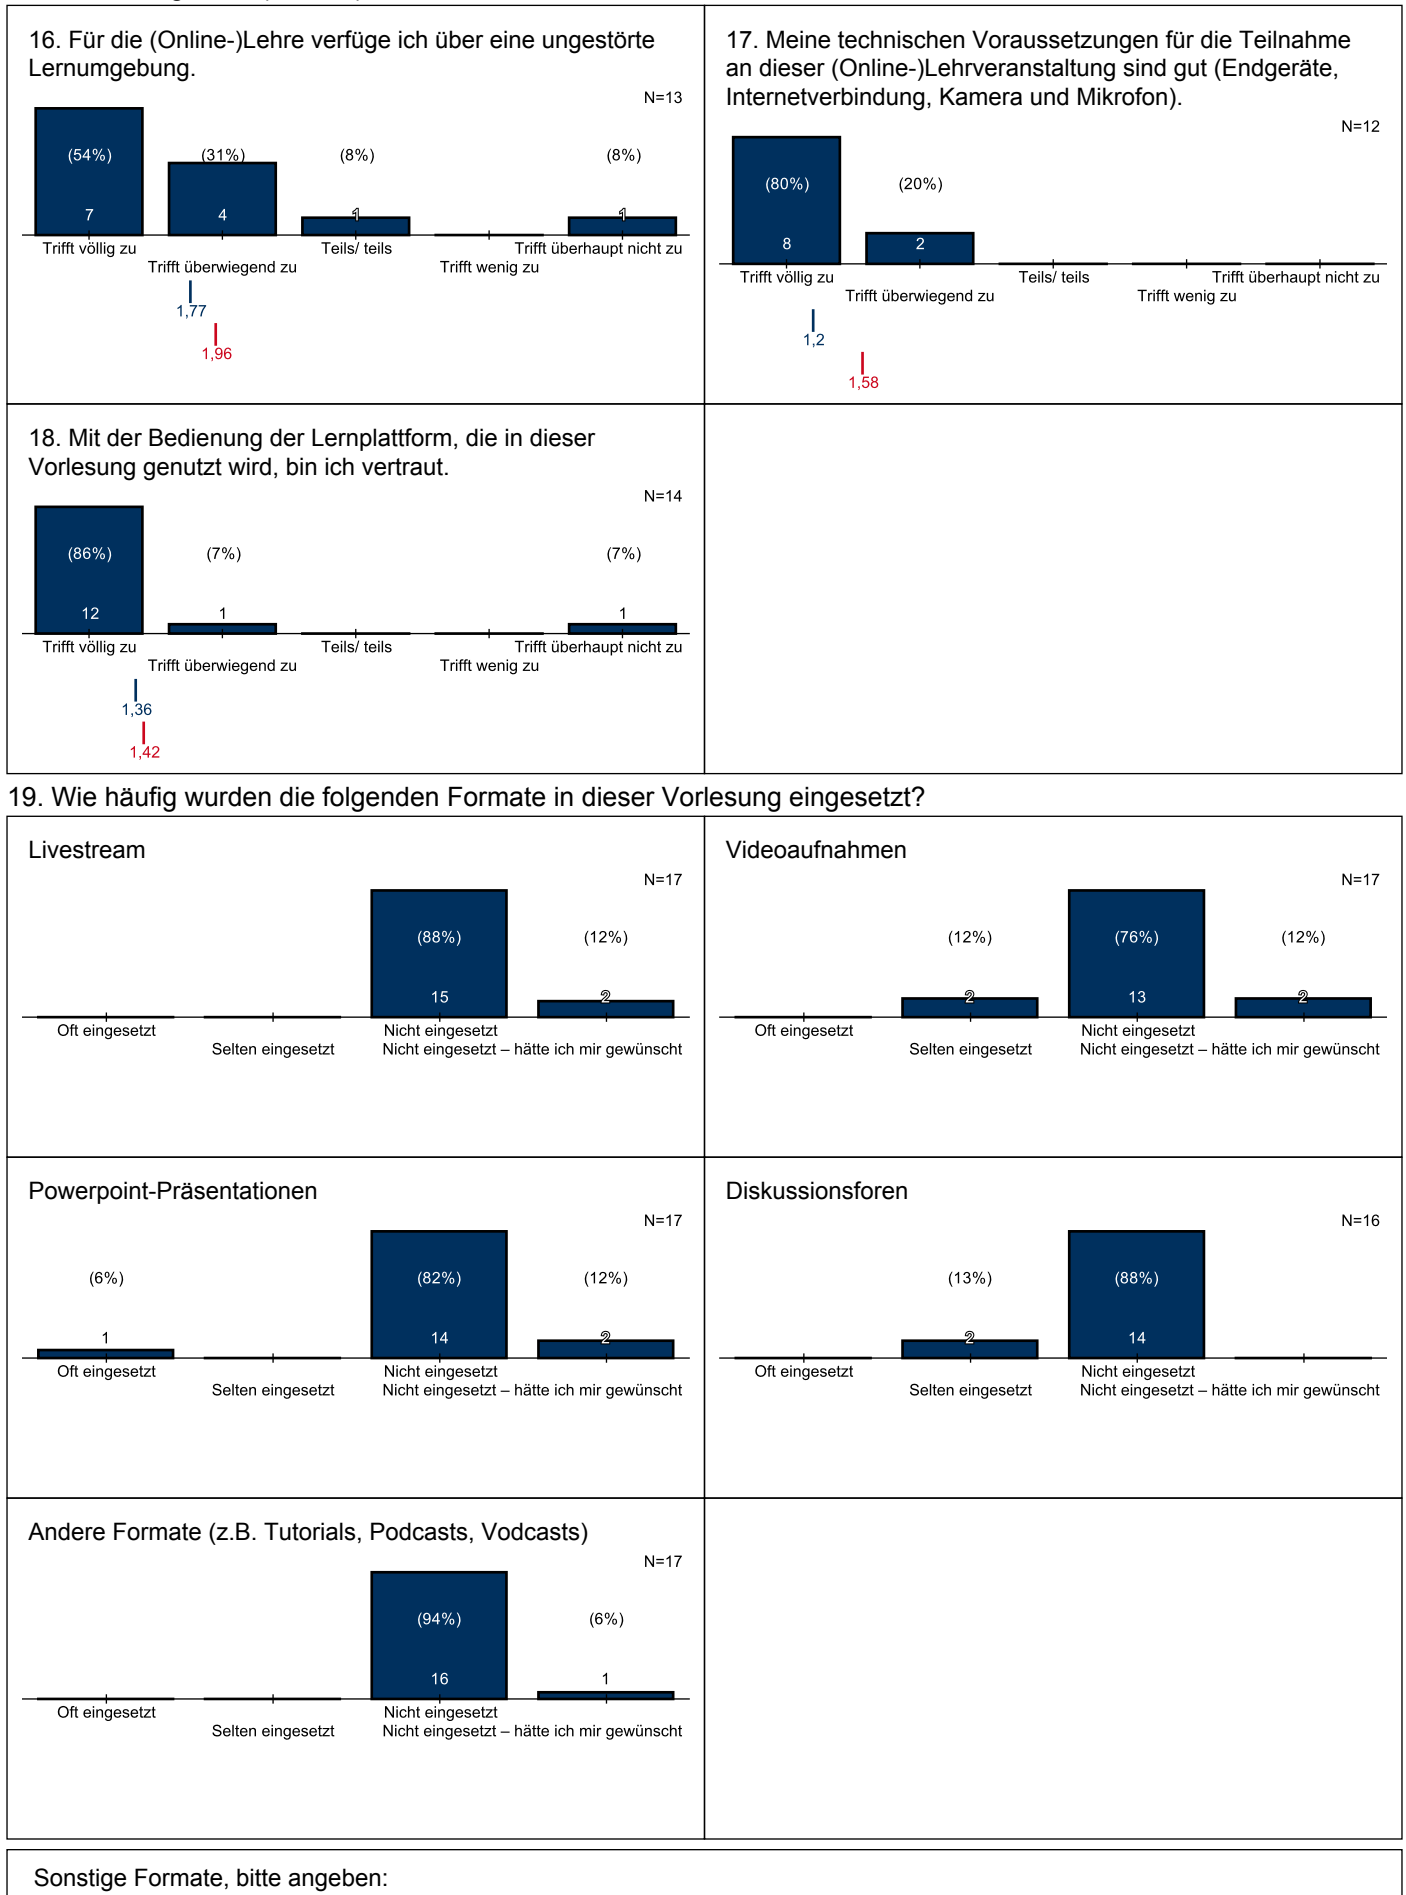 16. Für die (Online-)Lehre verfüge ich über eine ungestörte
Lernumgebung.
N=13
(54%) (31%) (8%) (8%)
7 4 1 1
Trifft völlig zu Teils/ teils Trifft überhaupt nicht zu
Trifft überwiegend zu Trifft wenig zu
1,77
1,96
17. Meine technischen Voraussetzungen für die Teilnahme
an dieser (Online-)Lehrveranstaltung sind gut (Endgeräte,
Internetverbindung, Kamera und Mikrofon).
N=12
(80%) (20%)
8 2
Trifft völlig zu Teils/ teils Trifft überhaupt nicht zu
Trifft überwiegend zu Trifft wenig zu
1,2
1,58
18. Mit der Bedienung der Lernplattform, die in dieser
Vorlesung genutzt wird, bin ich vertraut.
N=14
(86%) (7%) (7%)
12 1 1
Trifft völlig zu Teils/ teils Trifft überhaupt nicht zu
Trifft überwiegend zu Trifft wenig zu
1,36
1,42
19. Wie häufig wurden die folgenden Formate in dieser Vorlesung eingesetzt?
Livestream
N=17
(88%) (12%)
15 2
Oft eingesetzt Nicht eingesetzt
Selten eingesetzt Nicht eingesetzt – hätte ich mir gewünscht
Videoaufnahmen
N=17
(12%) (76%) (12%)
2 13 2
Oft eingesetzt Nicht eingesetzt
Selten eingesetzt Nicht eingesetzt – hätte ich mir gewünscht
Powerpoint-Präsentationen
N=17
(6%) (82%) (12%)
1 14 2
Oft eingesetzt Nicht eingesetzt
Selten eingesetzt Nicht eingesetzt – hätte ich mir gewünscht
Diskussionsforen
N=16
(13%) (88%)
2 14
Oft eingesetzt Nicht eingesetzt
Selten eingesetzt Nicht eingesetzt – hätte ich mir gewünscht
Andere Formate (z.B. Tutorials, Podcasts, Vodcasts)
N=17
(94%) (6%)
16 1
Oft eingesetzt Nicht eingesetzt
Selten eingesetzt Nicht eingesetzt – hätte ich mir gewünscht
Sonstige Formate, bitte angeben: